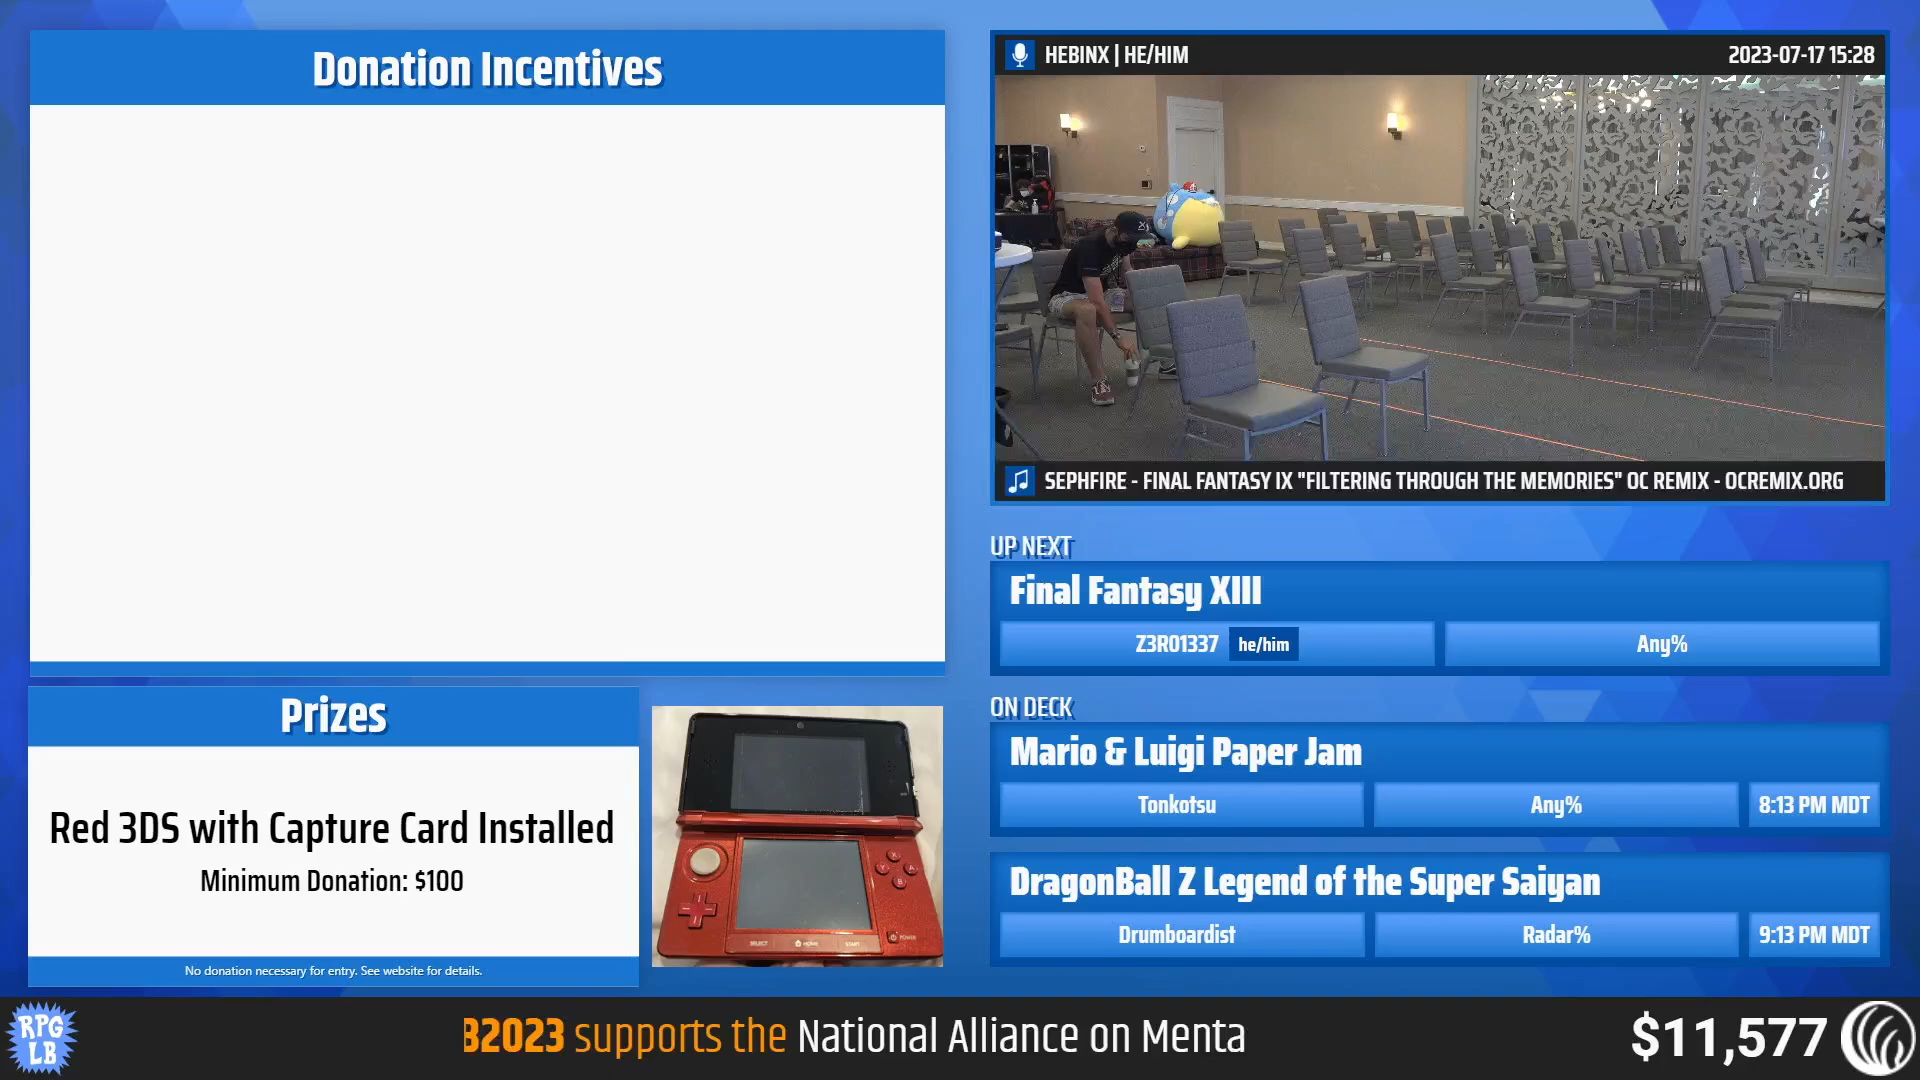 Donation Incentives
HEBINX | HE/HIM
2023-07-17 15:28
SEPHFIRE - FINAL FANTASY IX "FILTERING THROUGH THE MEMORIES" OC REMIX - OCREMIX.ORG
UP NEXT
Final Fantasy XIII
Z3R01337 he/him
Any%
ON DECK
Mario & Luigi Paper Jam
Tonkotsu
Any%
8:13 PM MDT
DragonBall Z Legend of the Super Saiyan
Drumboardist
Radar%
9:13 PM MDT
Prizes
Red 3DS with Capture Card Installed
Minimum Donation: $100
No donation necessary for entry. See website for details.
X
Y
A
B
SELECT
HOME
START
POWER
RPG
LB
B2023 supports the National Alliance on Menta
$11,577